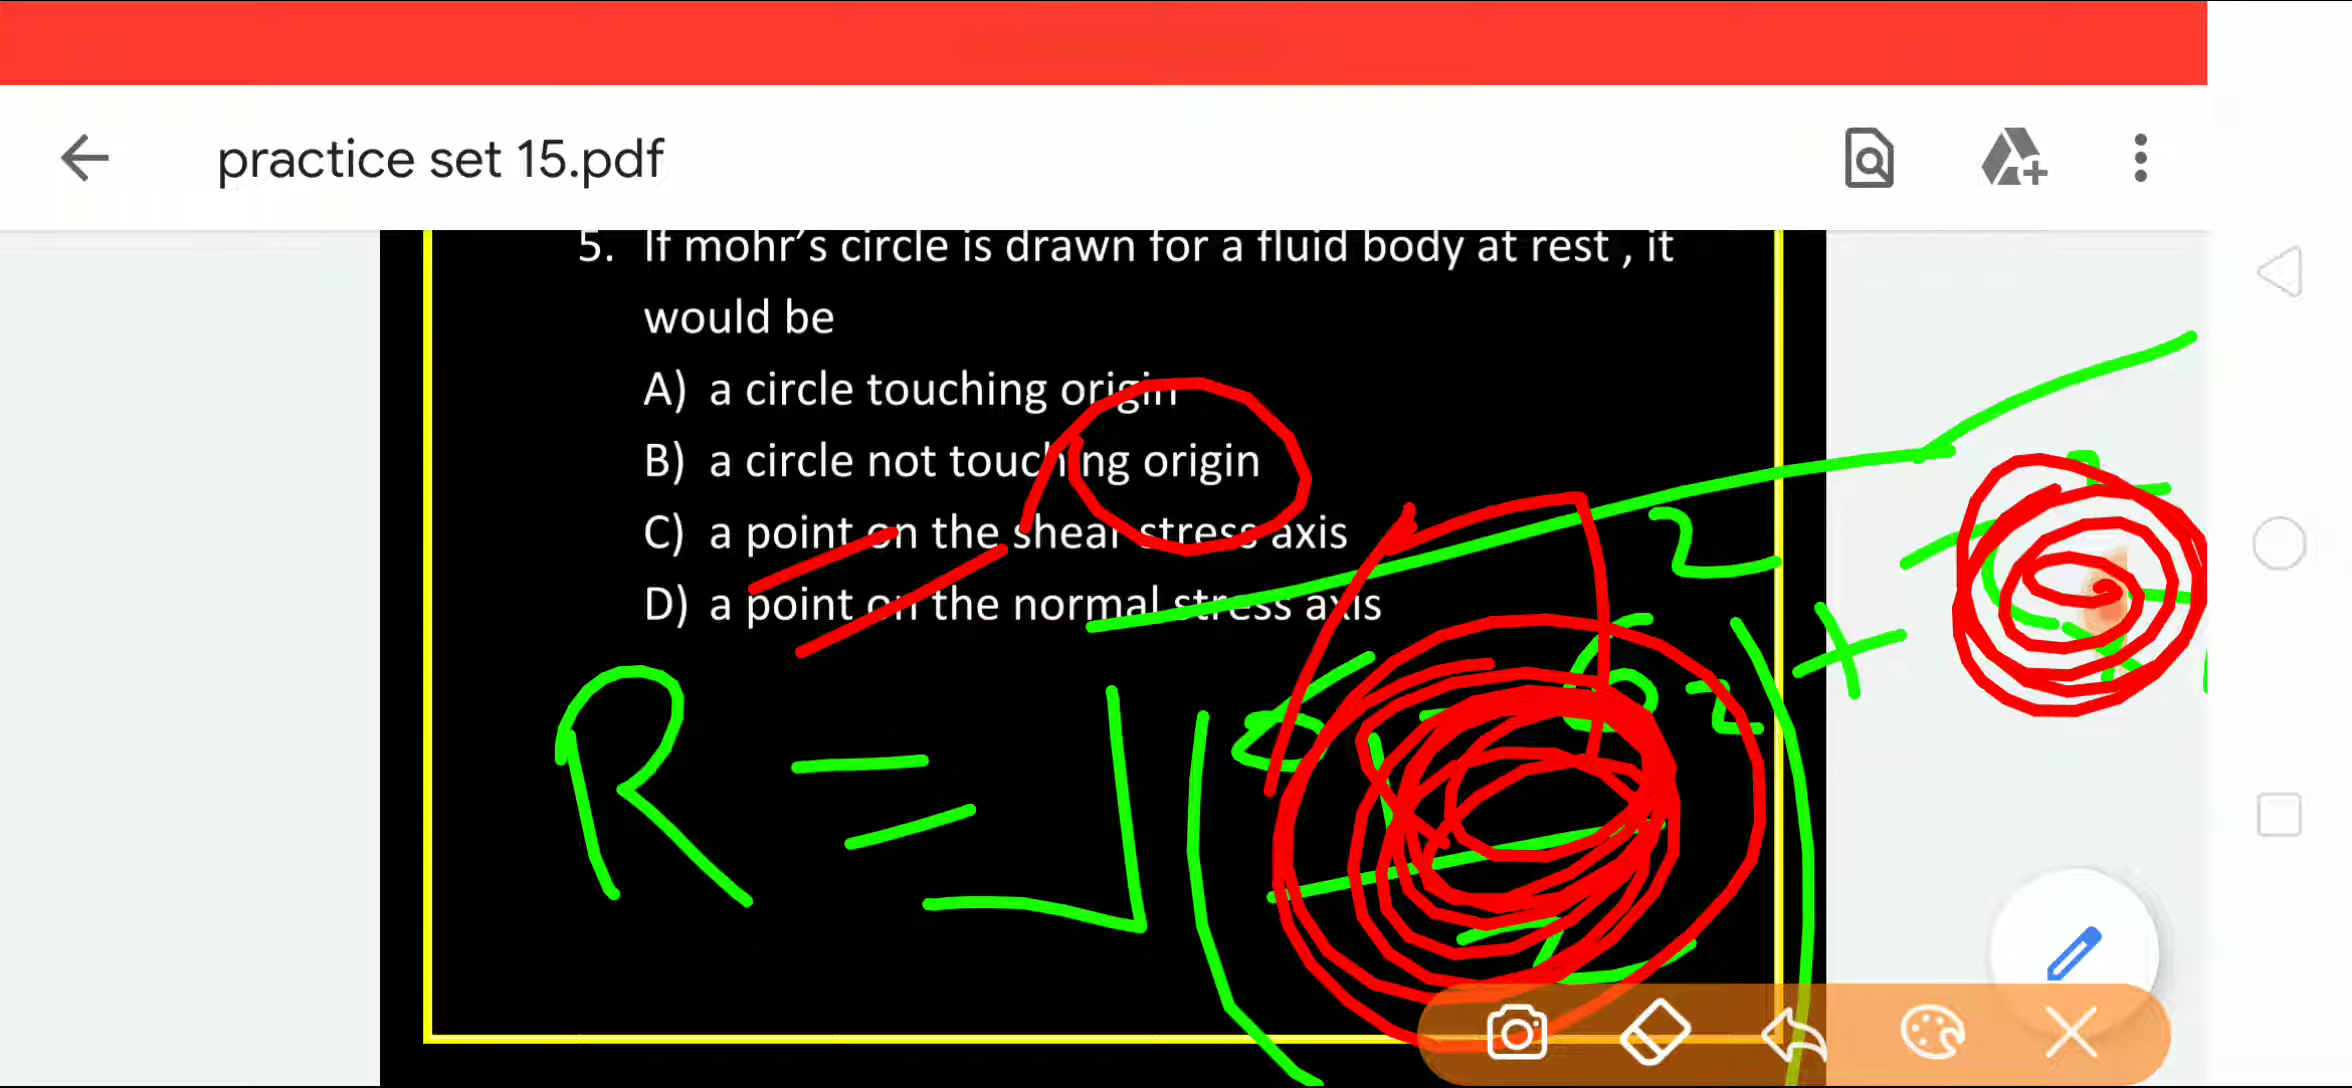 practice set 15.pdf
5. If mohr's circle is drawn for a fluid body at rest , it
would be
A) a circle touching origin
B) a circle not touching origin
C) a point on the shear stress axis
D) a point on the normal stress axis
R =